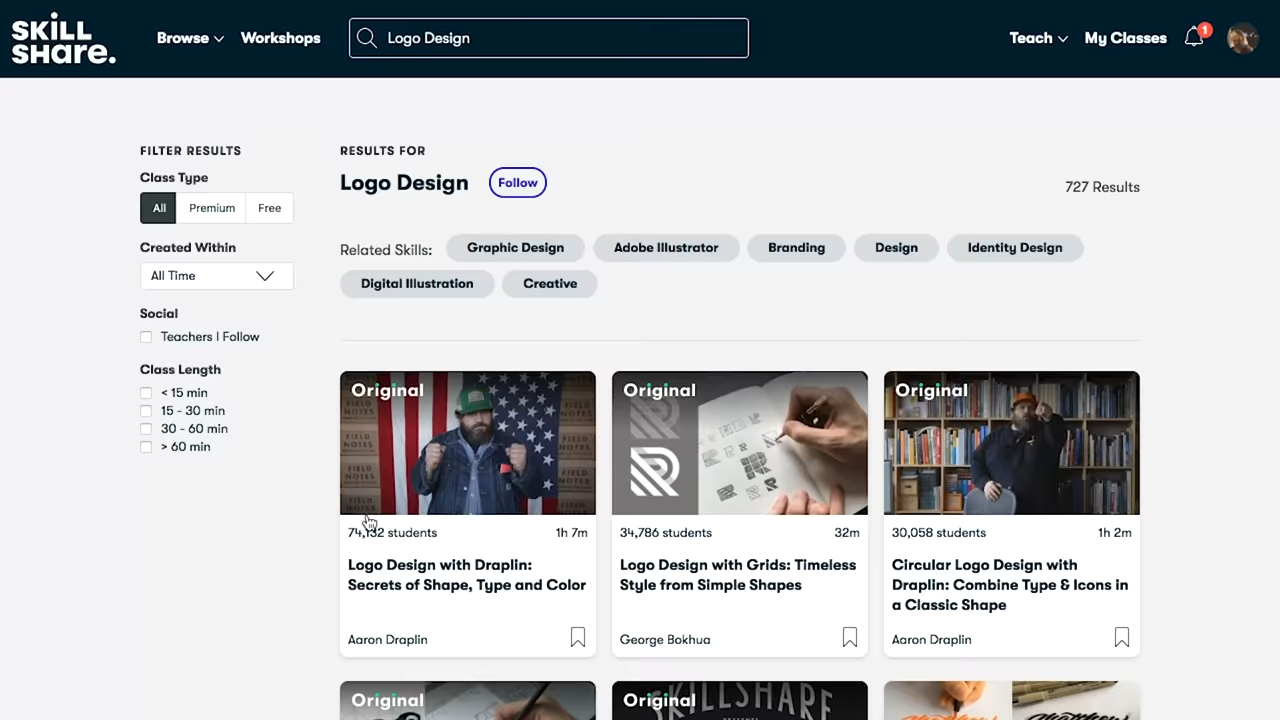 SKILL
SHARE.
Browse
Workshops
Logo Design
Teach
My Classes
1
FILTER RESULTS
Class Type
All
Premium
Free
Created Within
All Time
Social
Teachers I Follow
Class Length
< 15 min
15 - 30 min
30 - 60 min
> 60 min
RESULTS FOR
Logo Design
Follow
727 Results
Related Skills:
Graphic Design
Adobe Illustrator
Branding
Design
Identity Design
Digital Illustration
Creative
Original
FIELD NOTES
74,132 students
1h 7m
Logo Design with Draplin:
Secrets of Shape, Type and Color
Aaron Draplin
Original
34,786 students
32m
Logo Design with Grids: Timeless
Style from Simple Shapes
George Bokhua
Original
30,058 students
1h 2m
Circular Logo Design with
Draplin: Combine Type & Icons in
a Classic Shape
Aaron Draplin
Original
Original
SKILLSHARE